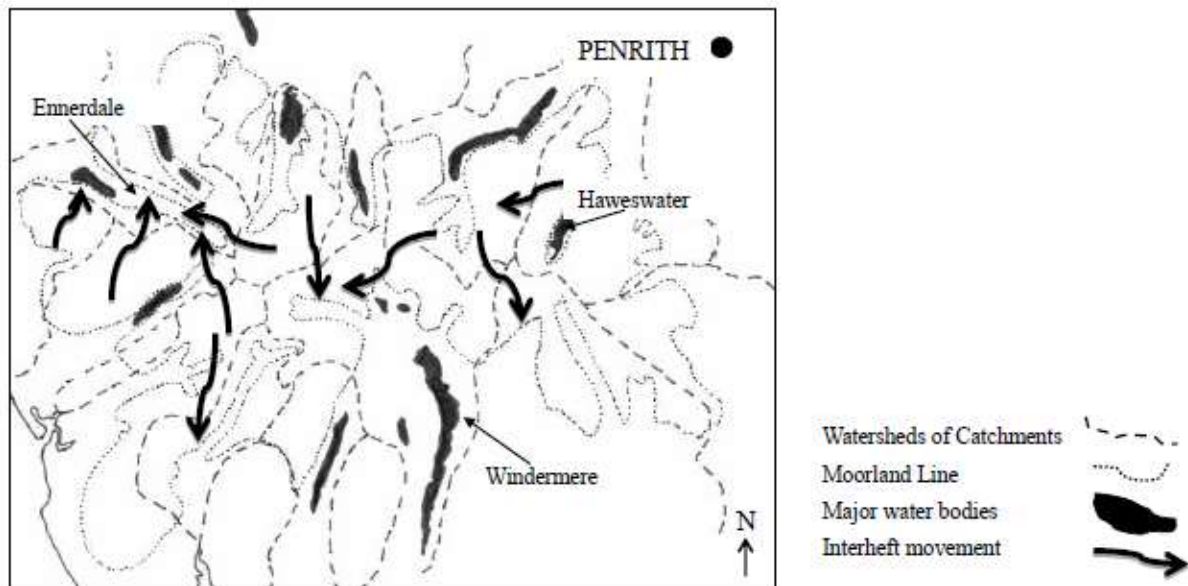 PENRITH
Ennerdale
Haweswater
Windermere
N
Watersheds of Catchments
Moorland Line
Major water bodies
Interheft movement